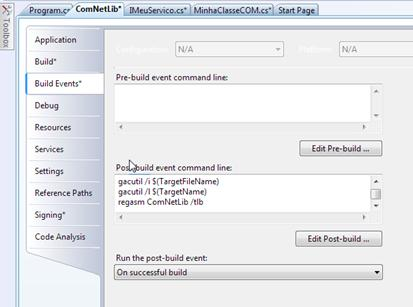 Toolbox
Program.cs* ComNetLib* IMeuServico.cs* MinhaClasseCOM.cs* Start Page
Application
Configuration: N/A Platform: N/A
Build*
Pre-build event command line:
Build Events*
Debug
Resources
Services
Edit Pre-build ...
Settings
Post-build event command line:
gacutil /i $(TargetFileName)
gacutil /l $(TargetName)
regasm ComNetLib /tlb
Reference Paths
Signing*
Code Analysis
Edit Post-build ...
Run the post-build event:
On successful build